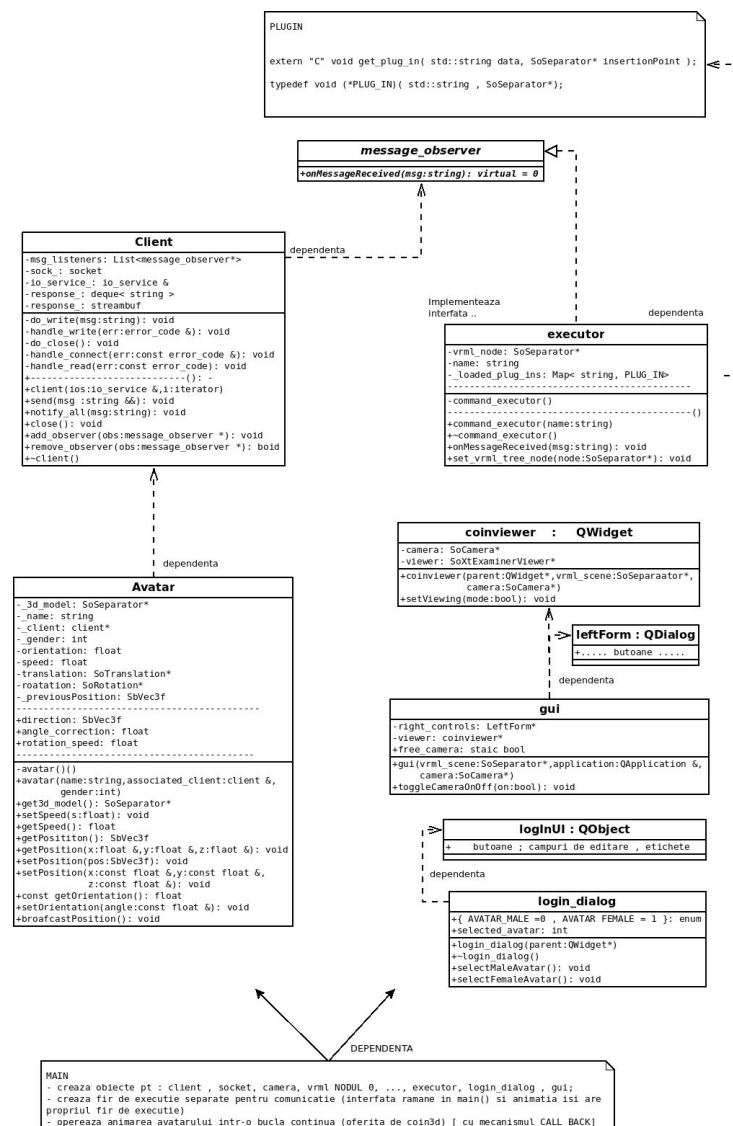 PLUGIN
extern "C" void get_plug_in( std::string data, SoSeparator* insertionPoint );
typedef void (*PLUG_IN)( std::string , SoSeparator*);
message_observer
+onMessageReceived(msg:string): virtual = 0
Client
-msg_listeners: List<message_observer*>
-sock_: socket
-io_service_: io_service &
-response_: deque< string >
-response_: streambuf
-do_write(msg:string): void
-handle_write(err:error_code &): void
-do_close(): void
-handle_connect(err:const error_code &): void
-handle_read(err:const error_code): void
+----------------------------(): -
+client(ios:io_service &,i:iterator)
+send(msg :string &&): void
+notify_all(msg:string): void
+close(): void
+add_observer(obs:message_observer *): void
+remove_observer(obs:message_observer *): boid
+~client()
dependenta
Implementeaza
interfata ..
dependenta
executor
-vrml_node: SoSeparator*
-name: string
-_loaded_plug_ins: Map< string, PLUG_IN>
---------------------------------------------
-command_executor()
---------------------------------------------()
+command_executor(name:string)
+~command_executor()
+onMessageReceived(msg:string): void
+set_vrml_tree_node(node:SoSeparator*): void
dependenta
Avatar
-_3d_model: SoSeparator*
-_name: string
-_client: client*
-_gender: int
-orientation: float
-speed: float
-translation: SoTranslation*
-roatation: SoRotation*
-_previousPosition: SbVec3f
---------------------------------------------
+direction: SbVec3f
+angle_correction: float
+rotation_speed: float
--------------------------------------------
-avatar()()
+avatar(name:string,associated_client:client &,
gender:int)
+get3d_model(): SoSeparator*
+setSpeed(s:float): void
+getSpeed(): float
+getPosititon(): SbVec3f
+getPosition(x:float &,y:float &,z:flaot &): void
+setPosition(pos:SbVec3f): void
+setPosition(x:const float &,y:const float &,
z:const float &): void
+const getOrientation(): float
+setOrientation(angle:const float &): void
+broafcastPosition(): void
coinviewer : QWidget
-camera: SoCamera*
-viewer: SoXtExaminerViewer*
+coinviewer(parent:QWidget*,vrml_scene:SoSeparaator*,
camera:SoCamera*)
+setViewing(mode:bool): void
leftForm : QDialog
+..... butoane .....
dependenta
gui
-right_controls: LeftForm*
-viewer: coinviewer*
+free_camera: staic bool
+gui(vrml_scene:SoSeparator*,application:QApplication &,
camera:SoCamera*)
+toggleCameraOnOff(on:bool): void
logInUI : QObject
+ butoane ; campuri de editare , etichete
dependenta
login_dialog
+{ AVATAR_MALE =0 , AVATAR FEMALE = 1 }: enum
+selected_avatar: int
+login_dialog(parent:QWidget*)
+~login_dialog()
+selectMaleAvatar(): void
+selectFemaleAvatar(): void
DEPENDENTA
MAIN
- creaza obiecte pt : client , socket, camera, vrml NODUL 0, ..., executor, login_dialog , gui;
- creaza fir de executie separate pentru comunicatie (interfata ramane in main() si animatia isi are
propriul fir de executie)
- opereaza animarea avatarului intr-o bucla continua (oferita de coin3d) [ cu mecanismul CALL BACK]